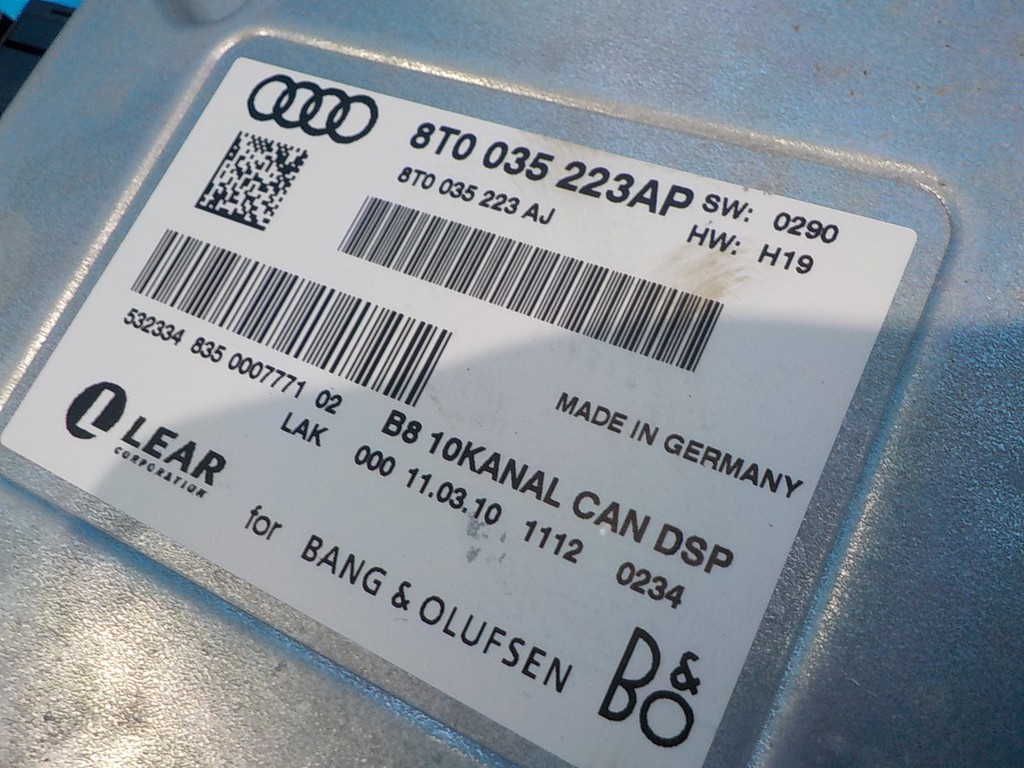 8T0 035 223AP SW: 0290
8T0 035 223 AJ HW: H19
532334 835 0007771 02
MADE IN GERMANY
LEAR
CORPORATION
LAK
B8 10KANAL CAN DSP
000 11.03.10 1112 0234
for BANG & OLUFSEN
B&O